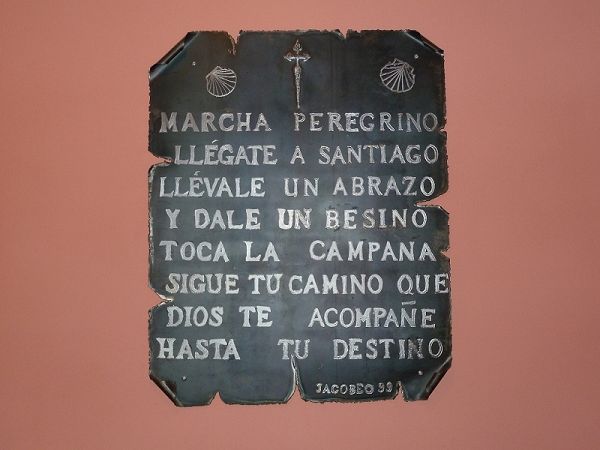 MARCHA PEREGRINO
LLÉGATE A SANTIAGO
LLÉVALE UN ABRAZO
Y DALE UN BESINO
TOCA LA CAMPANA
SIGUE TU CAMINO QUE
DIOS TE ACOMPAÑE
HASTA TU DESTINO
JACOBEO